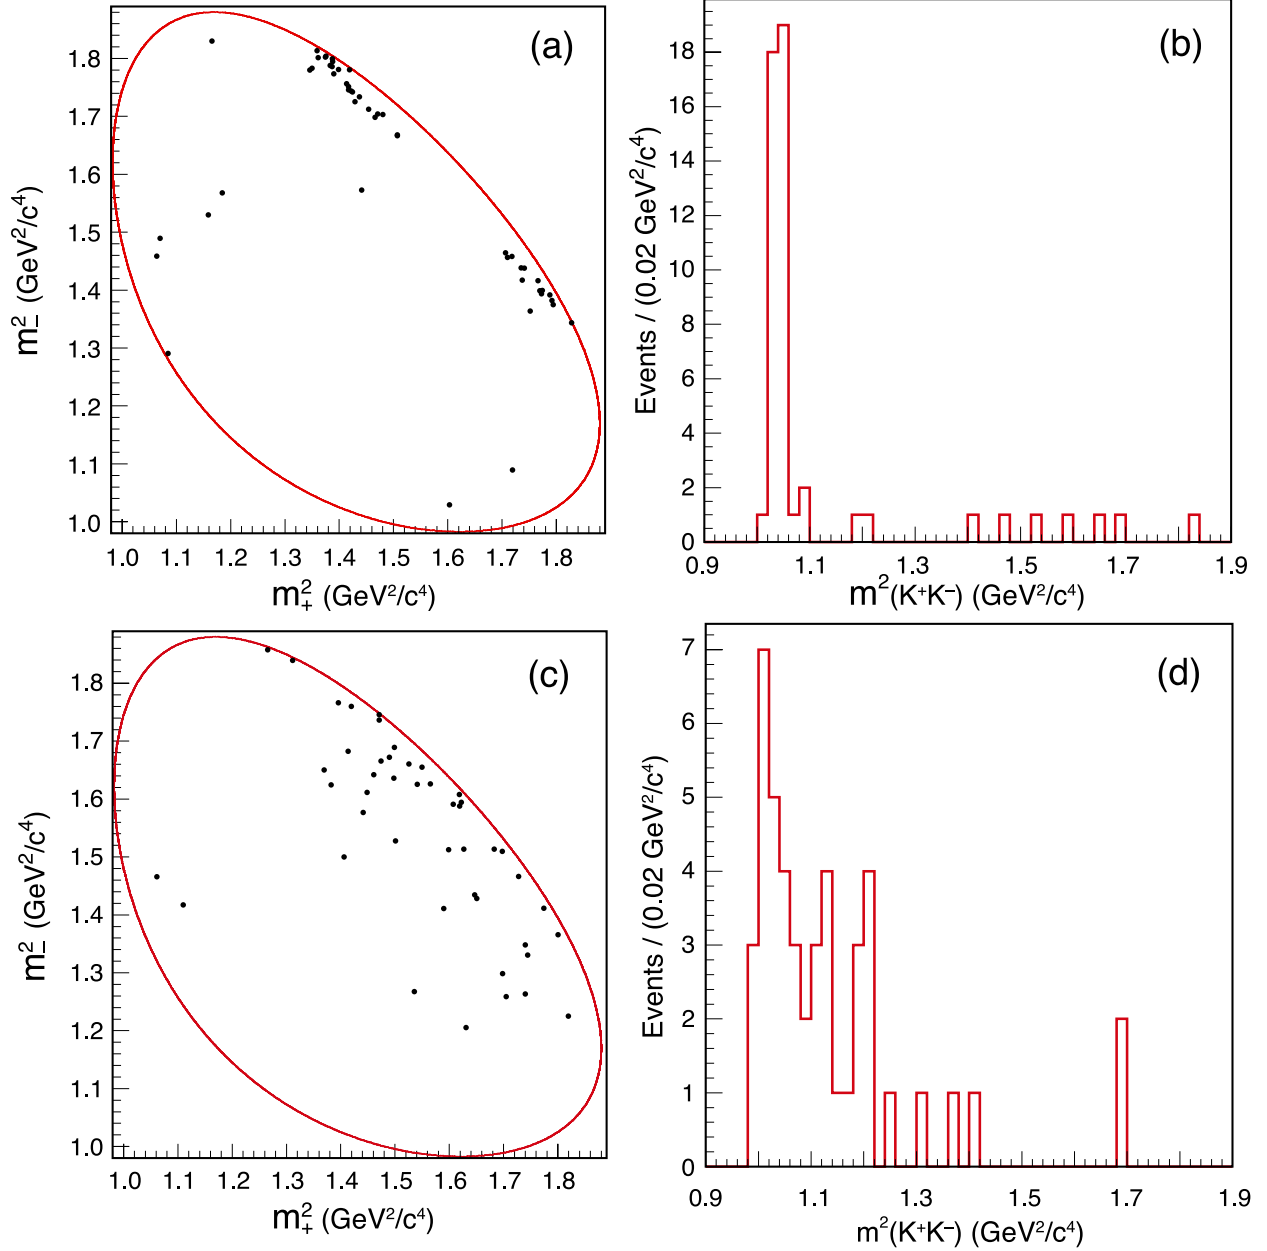 (a)
1.8
1.7
1.6
1.5
1.4
1.3
1.2
1.1
1.0
m²₋ (GeV²/c⁴)
1.0 1.1 1.2 1.3 1.4 1.5 1.6 1.7 1.8
m²₊ (GeV²/c⁴)
(b)
18
16
14
12
10
8
6
4
2
0
Events / (0.02 GeV²/c⁴)
0.9 1.1 1.3 1.5 1.7 1.9
m²(K⁺K⁻) (GeV²/c⁴)
(c)
1.8
1.7
1.6
1.5
1.4
1.3
1.2
1.1
1.0
m²₋ (GeV²/c⁴)
1.0 1.1 1.2 1.3 1.4 1.5 1.6 1.7 1.8
m²₊ (GeV²/c⁴)
(d)
7
6
5
4
3
2
1
0
Events / (0.02 GeV²/c⁴)
0.9 1.1 1.3 1.5 1.7 1.9
m²(K⁺K⁻) (GeV²/c⁴)